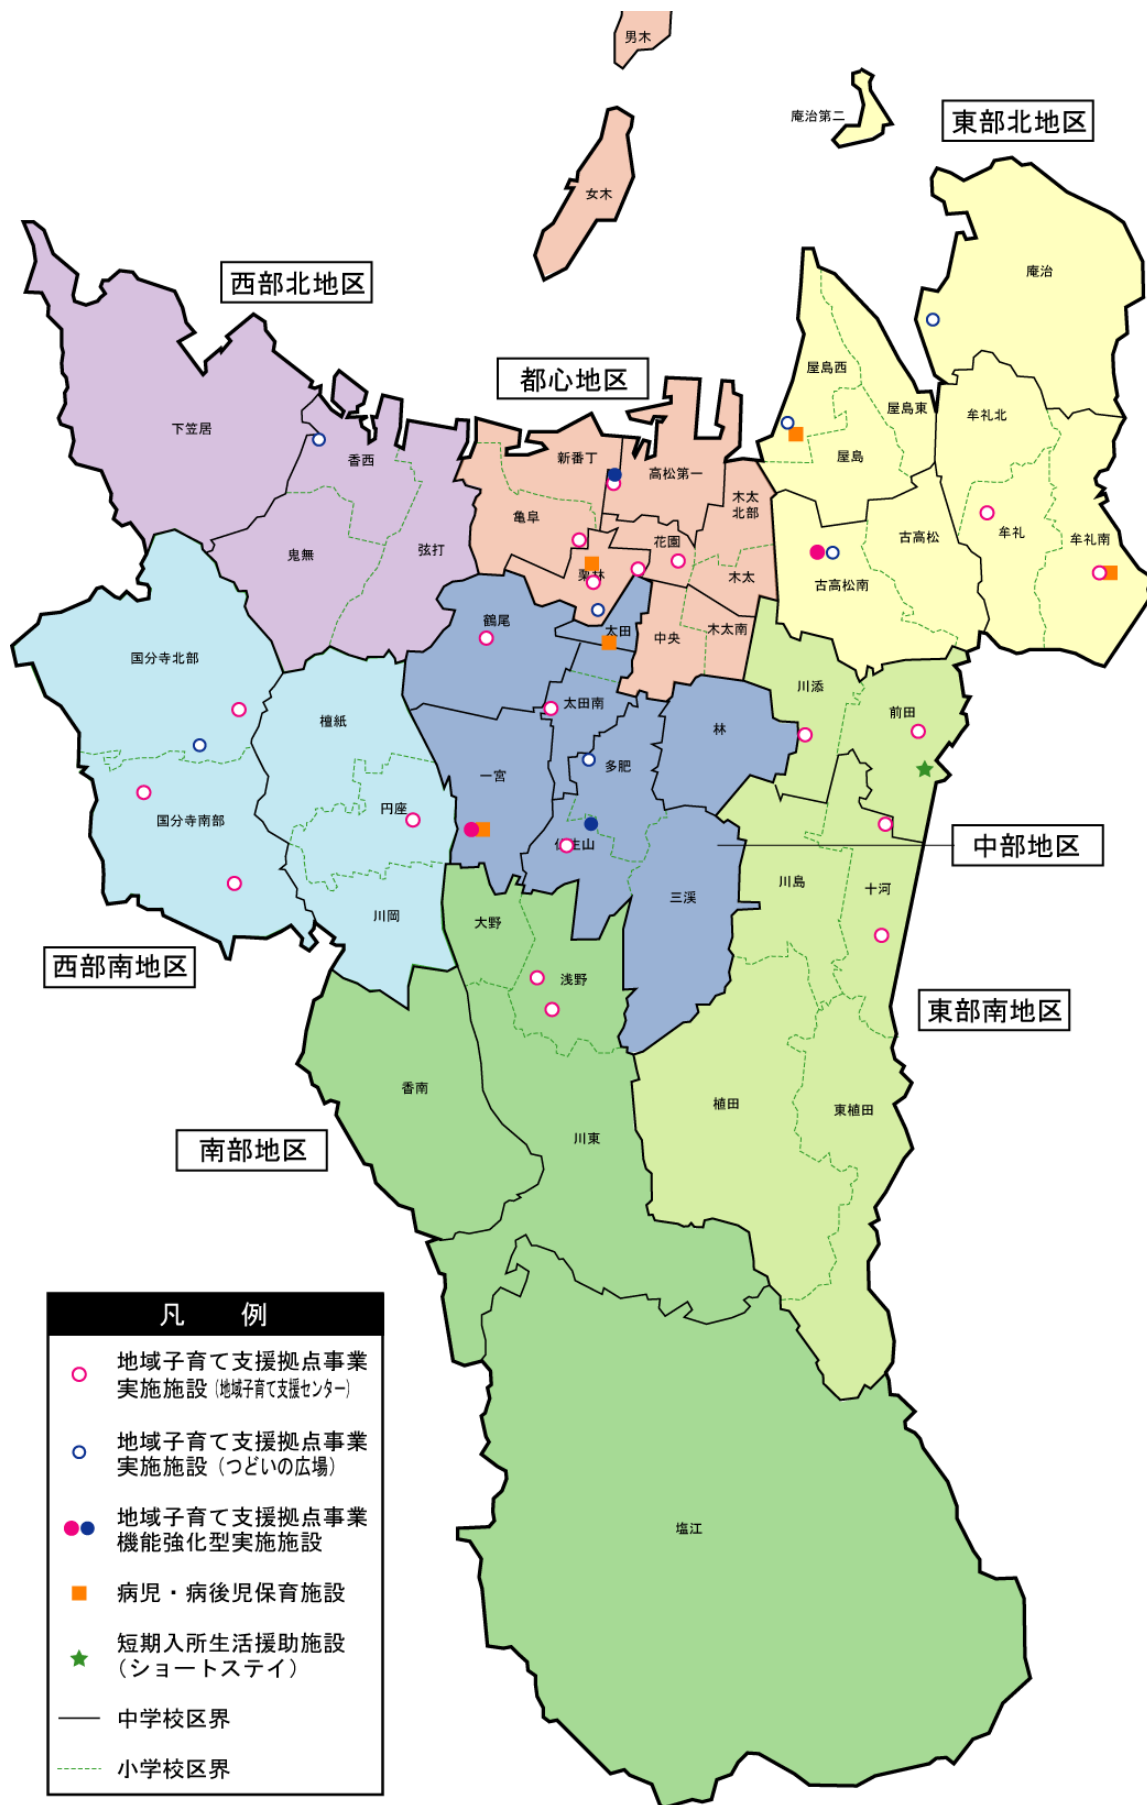 男木
庵治第二
東部北地区
女木
庵治
西部北地区
都心地区
屋島西
屋島東
牟礼北
下笠居
香西
新番丁
高松第一
屋島
木太
北部
亀阜
花園
古高松
牟礼
牟礼南
鬼無
弦打
栗林
木太
古高松南
鶴尾
太田
中央
木太南
国分寺北部
川添
檀紙
太田南
林
前田
一宮
多肥
円座
国分寺南部
仏生山
中部地区
川島
十河
三渓
川岡
大野
西部南地区
浅野
東部南地区
香南
植田
東植田
南部地区
川東
凡 例
地域子育て支援拠点事業
実施施設(地域子育て支援センター)
地域子育て支援拠点事業
実施施設(つどいの広場)
地域子育て支援拠点事業
機能強化型実施施設
塩江
病児・病後児保育施設
短期入所生活援助施設
(ショートステイ)
中学校区界
小学校区界